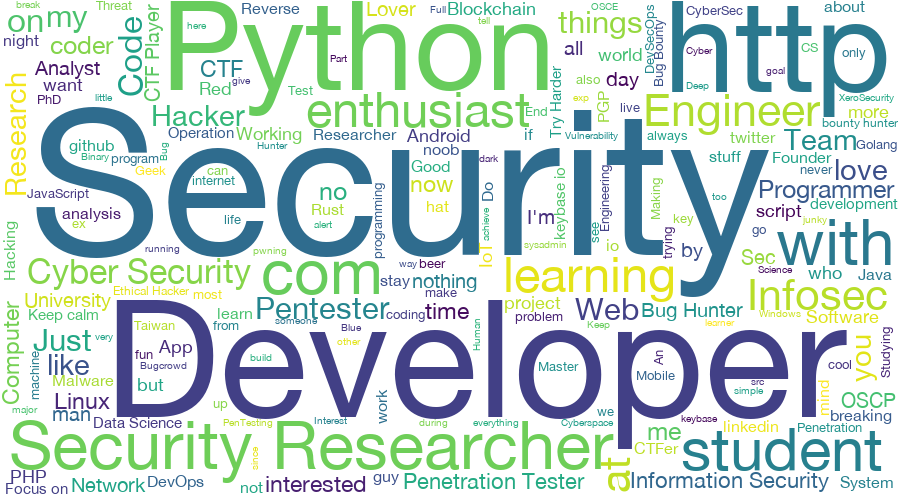 break
here
Threat
on my
night
coder
Code
CTF Player
Reverse
Python
Lover
Full
Blockchain
OSCE
tell
http
things
about
CyberSec
Cyber
DevSecOps
Bug Bounty
CS
only
Analyst
want
PhD
CTF
Red
Test
all
world
day
also
Part
give
goal
Deep
XeroSecurity
bounty hunter
Research
little
Hacker
enthusiast
End
Try Harder
PGP
live
Engineer
more
Golang
github
Operation
Working
Researcher
Android
noob
if
exp
Vulnerability
always
twitter
Team
Founder
never
Binary
program
Bug
Hunter
Geek
can
internet
Security
Good
now
dark
Do
achieve
lol
I'm
keybase io
see
Engineering
Making
stuff
love
Programmer
JavaScript
analysis
ex
no
Rust
hat
programming
key
too
script
development
Hacking
life
alert
io
trying
by
go
junky
running
pwning
sysadmin
Sec
with
who
Java
Cyber Security
com
way
beer
stay
nothing
learning
Science
Infosec
University
Ethical Hacker
most
make
time
project
Web
Windows
Software
Keep calm
learn
Pentester
coding
problem
Bug Hunter
Computer
Taiwan
from
someone
Blue
Human
Keep
learner
Just
very
Developer
you
Studying
like
fun
App
other
An
cool
machine
Bugcrowd
build
Master
Mobile
src
simple
mind
Malware
but
work
we
OSCP
major
Linux
up
man
Data Science
PenTesting
Interest
during
everything
Cyberspace
keybase
linkedin
Penetration
breaking
Security Researcher
since
me
CTFer
student
PHP
Focus on
Network
DevOps
not
interested
guy
Penetration Tester
at
Information Security
System